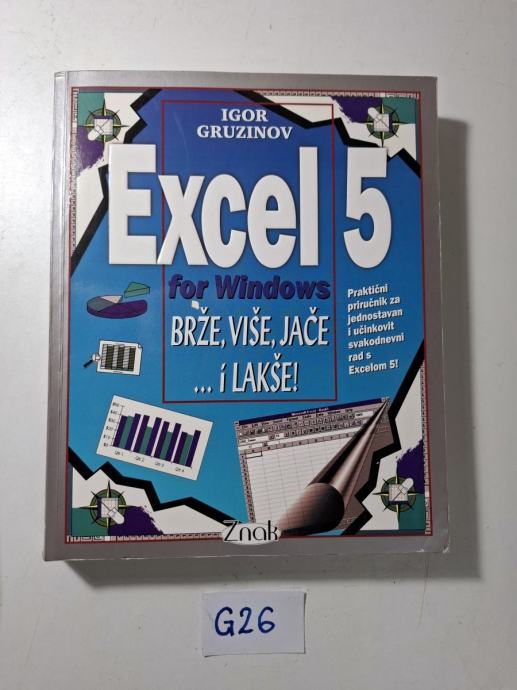 IGOR
GRUZINOV
Excel 5
for Windows
BRŽE, VIŠE, JAČE
... i LAKŠE!
Praktični
priručnik za
jednostavan
i učinkovit
svakodnevni
rad s
Excelom 5!
Znak
G26